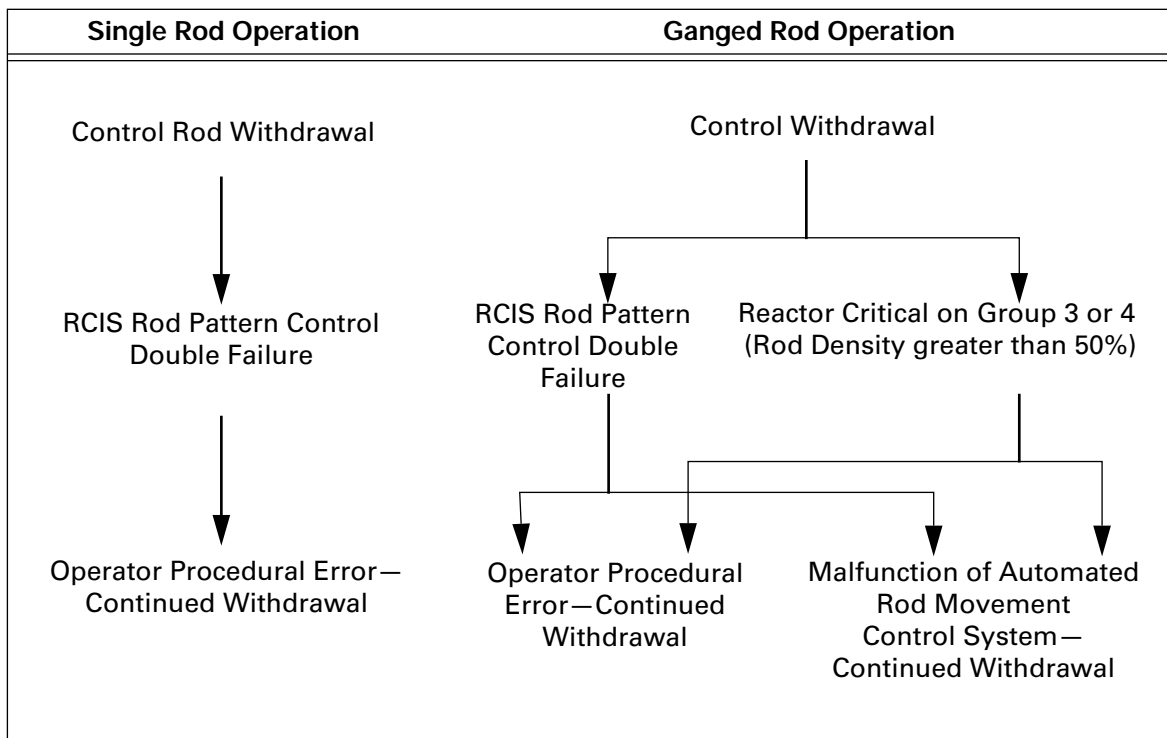 Single Rod Operation
Ganged Rod Operation
Control Rod Withdrawal
Control Withdrawal
RCIS Rod Pattern Control
Double Failure
RCIS Rod Pattern
Control Double
Failure
Reactor Critical on Group 3 or 4
(Rod Density greater than 50%)
Operator Procedural Error—
Continued Withdrawal
Operator Procedural
Error—Continued
Withdrawal
Malfunction of Automated
Rod Movement
Control System—
Continued Withdrawal